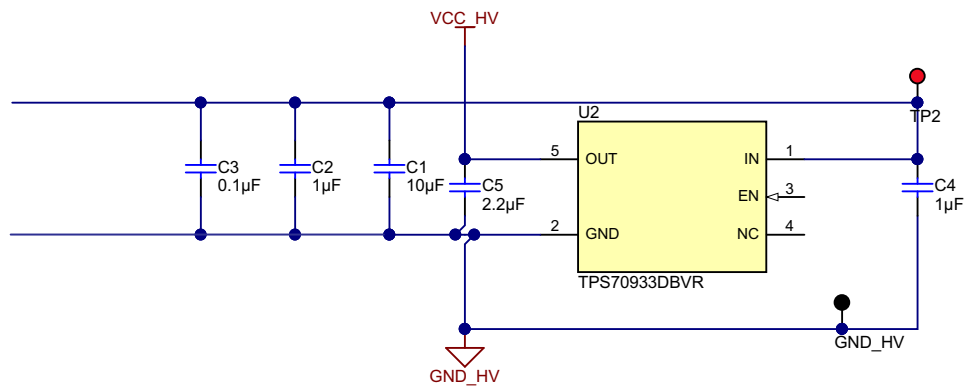 VCC_HV
U2
TP2
5 OUT IN 1
C3
0.1µF
C2
1µF
C1
10µF
C5
2.2µF
EN 3
C4
1µF
2 GND NC 4
TPS70933DBVR
GND_HV
GND_HV